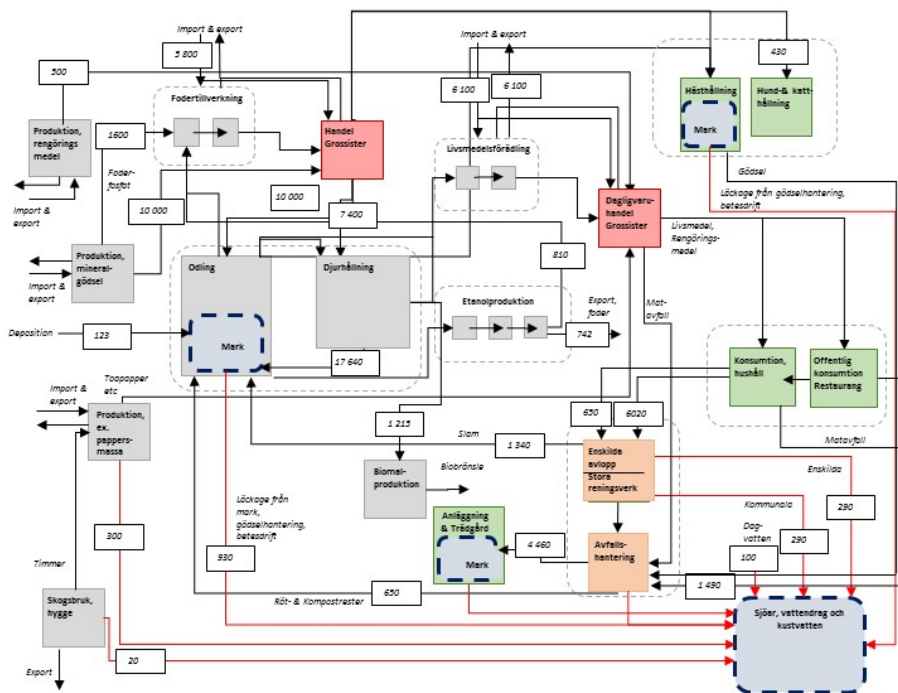 Import & export
5 800
500
Fodertillverkning
Produktion,
rengörings
medel
1600
Foder-
fosfat
Handel
Grossister
Import &
export
10 000
10 000
7 400
Produktion,
mineral-
gödsel
Import &
export
Import & export
6 100
6 100
Livsmedelsförädling
430
Hästhållning
Mark
Hund-& katt-
hållning
Gödsel
Läckage från gödselhantering,
betesdrift
Dagligvaru-
handel
Grossister
Livsmedel,
Rengörings-
medel
Odling
Djurhållning
Mark
17 640
Deposition
123
810
Etanolproduktion
Export,
foder
742
Mat-
avfall
Konsumtion,
hushåll
Offentlig
konsumtion
Restaurang
Import &
export
Toapapper
etc
Produktion,
ex.
pappers-
massa
1 215
Slam
1 340
650
6020
Matavfall
Biomal-
produktion
Biobränsle
Enskilda
avlopp
Stora
reningsverk
Enskilda
Kommunala
Dag-
vatten
290
290
100
Läckage från
mark,
gödselhantering,
betesdrift
300
930
Anläggning
& Trädgård
Mark
4 460
Avfalls-
hantering
1 490
Timmer
Skogsbruk,
hygge
650
Röt- & Kompostrester
Sjöar, vattendrag och
kustvatten
20
Export